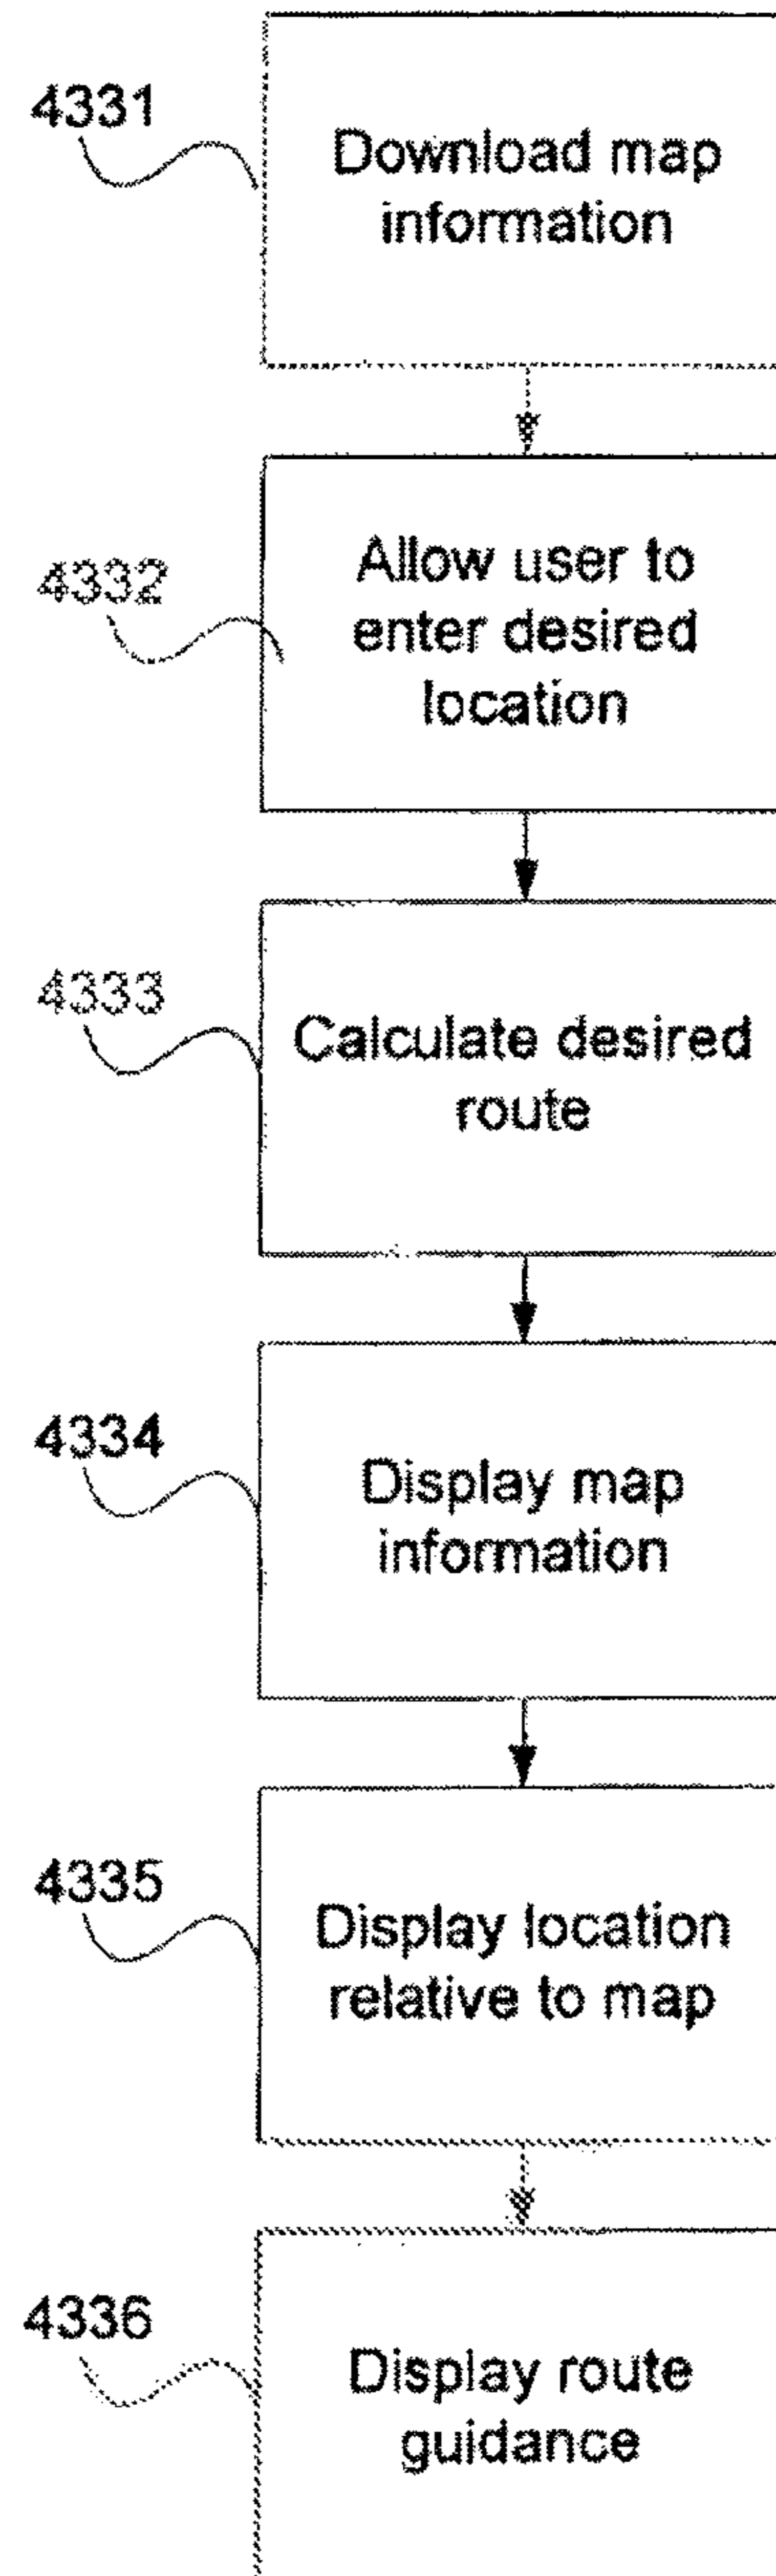 4331
Download map
information
4332
Allow user to
enter desired
location
4333
Calculate desired
route
4334
Display map
information
4335
Display location
relative to map
4336
Display route
guidance